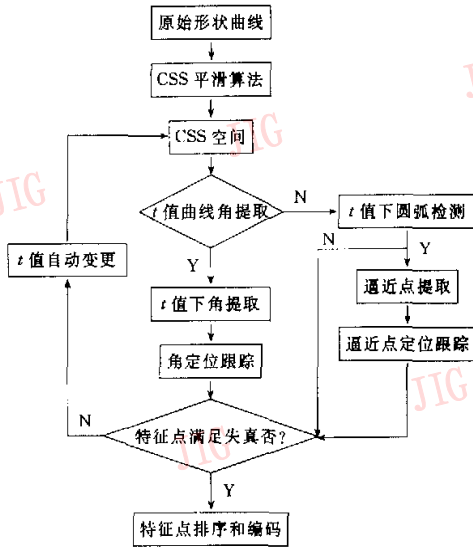 原始形状曲线
CSS 平滑算法
CSS 空间
JIG
JIG
JIG
t 值曲线角提取
N
t 值下圆弧检测
t 值自动变更
Y
N
Y
t 值下角提取
逼近点提取
角定位跟踪
逼近点定位跟踪
JIG
N
特征点满足失真否?
JIG
Y
特征点排序和编码